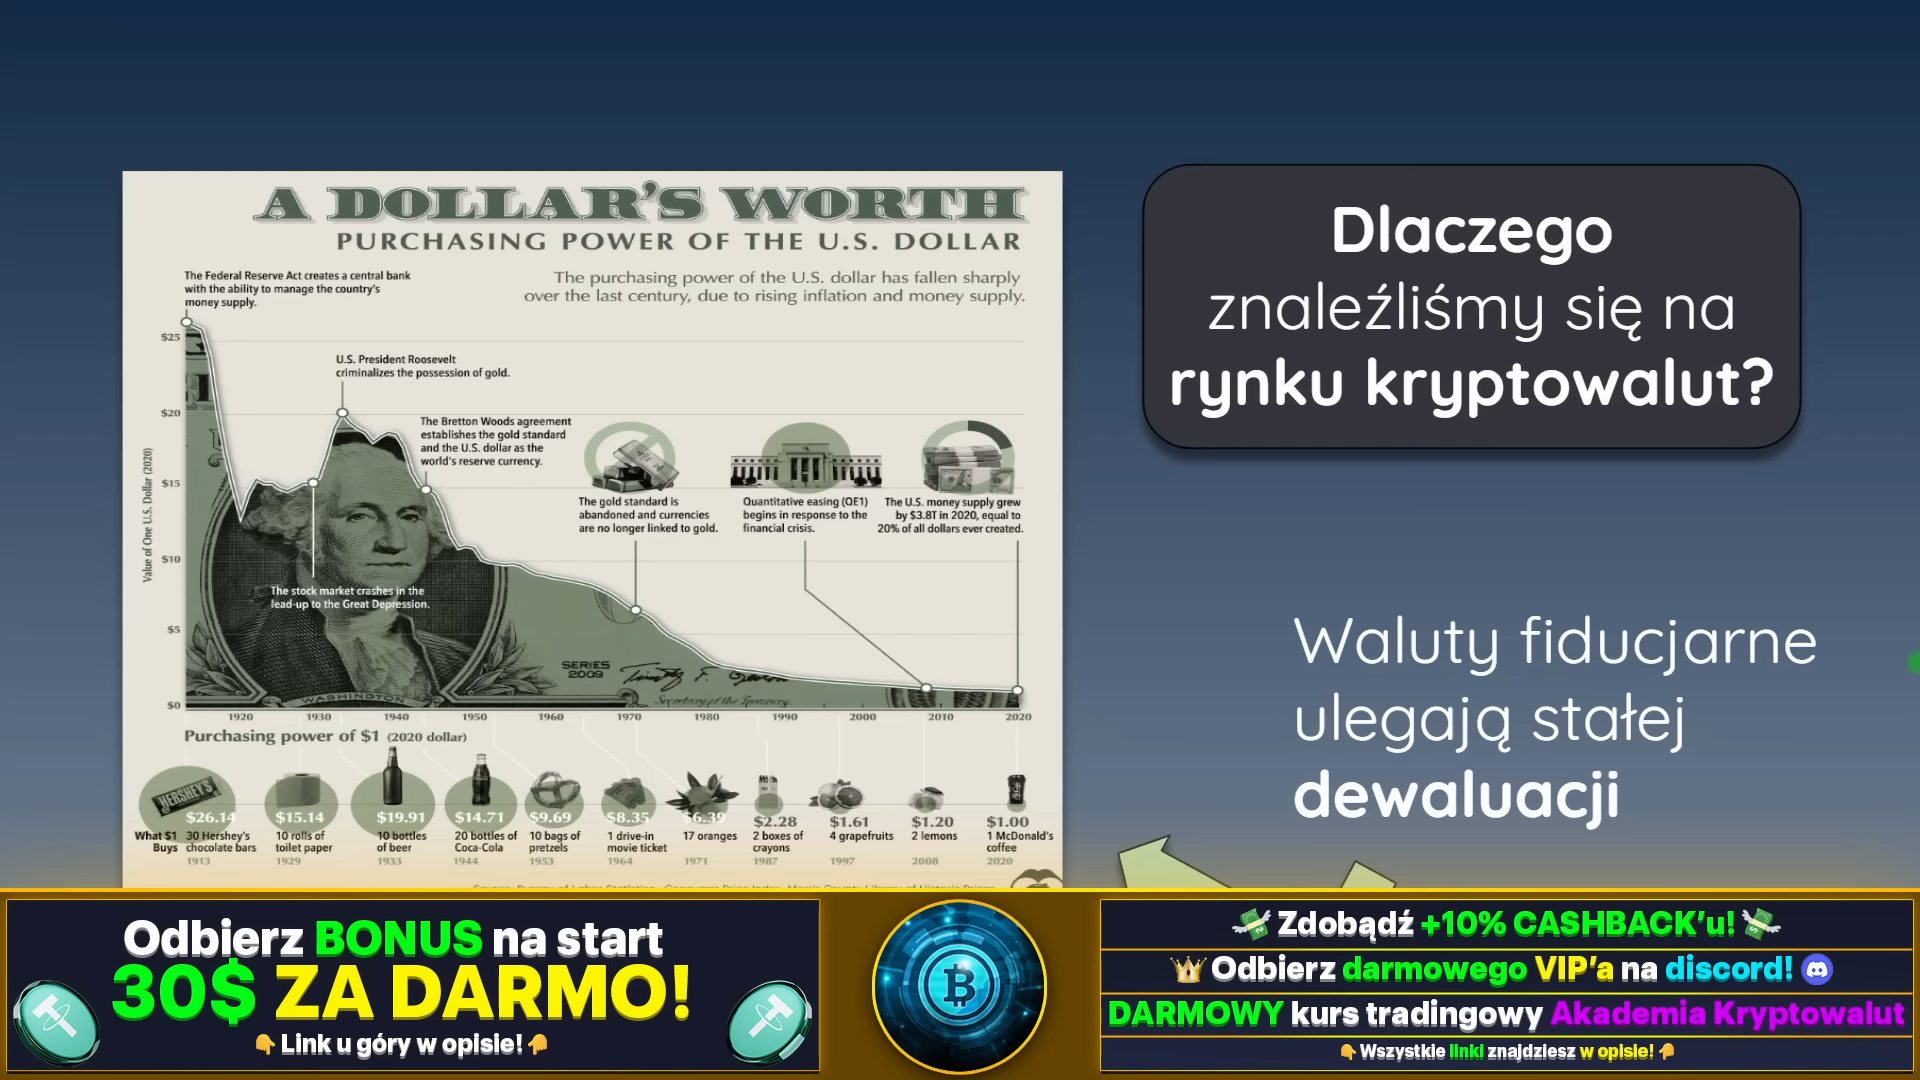 A DOLLAR'S WORTH
PURCHASING POWER OF THE U.S. DOLLAR
The Federal Reserve Act creates a central bank
with the ability to manage the country's
money supply.
The purchasing power of the U.S. dollar has fallen sharply
over the last century, due to rising inflation and money supply.
$25
U.S. President Roosevelt
criminalizes the possession of gold.
$20
The Bretton Woods agreement
establishes the gold standard
and the U.S. dollar as the
world's reserve currency.
Value of One U.S. Dollar (2020)
$15
The gold standard is
abandoned and currencies
are no longer linked to gold.
Quantitative easing (QE1)
begins in response to the
financial crisis.
The U.S. money supply grew
by $3.8T in 2020, equal to
20% of all dollars ever created.
$10
The stock market crashes in the
lead-up to the Great Depression.
$5
SERIES
2009
Secretary of the Treasury.
WASHINGTON
$0
1920 1930 1940 1950 1960 1970 1980 1990 2000 2010 2020
Purchasing power of $1 (2020 dollar)
HERSHEY'S
$26.14 $15.14 $19.91 $14.71 $9.69 $8.35 $6.39 $2.28 $1.61 $1.20 $1.00
What $1
Buys
30 Hershey's
chocolate bars
1913
10 rolls of
toilet paper
1929
10 bottles
of beer
1933
20 bottles of
Coca-Cola
1944
10 bags of
pretzels
1953
1 drive-in
movie ticket
1964
17 oranges
1971
2 boxes of
crayons
1987
4 grapefruits
1997
2 lemons
2008
1 McDonald's
coffee
2020
Dlaczego
znaleźliśmy się na
rynku kryptowalut?
Waluty fiducjarne
ulegają stałej
dewaluacji
Odbierz BONUS na start
30$ ZA DARMO!
Link u góry w opisie!
Zdobądź +10% CASHBACK'u!
Odbierz darmowego VIP'a na discord!
DARMOWY kurs tradingowy Akademia Kryptowalut
Wszystkie linki znajdziesz w opisie!